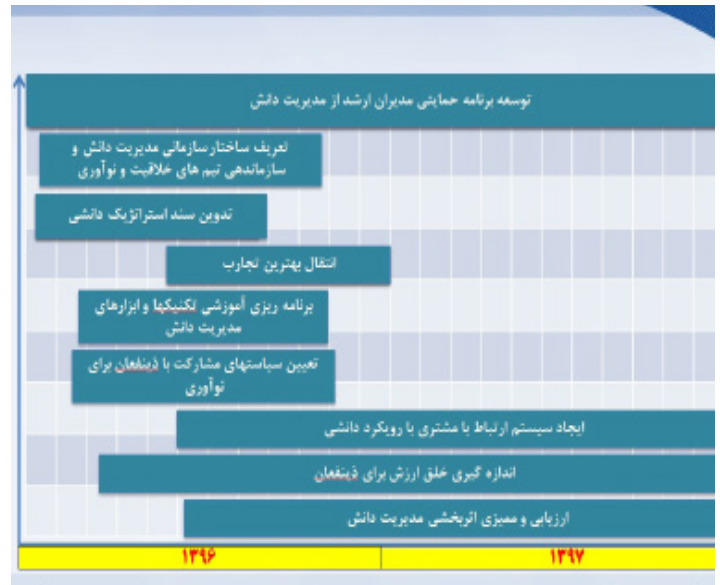 توسعه برنامه حمایتی مدیران ارشد از مدیریت دانش
تعریف ساختار سازمانی مدیریت دانش و
سازماندهی تیم های خلاقیت و نوآوری
تدوین سند استراتژیک دانشی
انتقال بهترین تجارب
برنامه ریزی آموزشی تکنیکها و ابزارهای
مدیریت دانش
تعیین سیاستهای مشارکت با ذینفعان برای
نوآوری
ایجاد سیستم ارتباط با مشتری با رویکرد دانشی
اندازه گیری خلق ارزش برای ذینفعان
ارزیابی و ممیزی اثربخشی مدیریت دانش
۱۳۹۶
۱۳۹۷